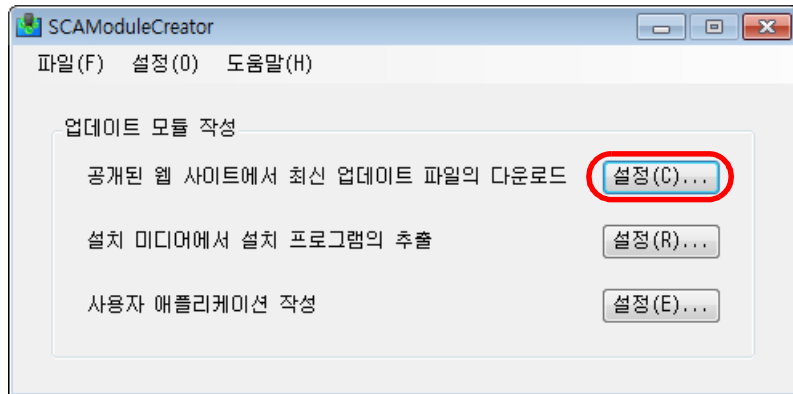 SCAModuleCreator
파일(F) 설정(O) 도움말(H)
업데이트 모듈 작성
공개된 웹 사이트에서 최신 업데이트 파일의 다운로드 설정(C)...
설치 미디어에서 설치 프로그램의 추출 설정(R)...
사용자 애플리케이션 작성 설정(E)...